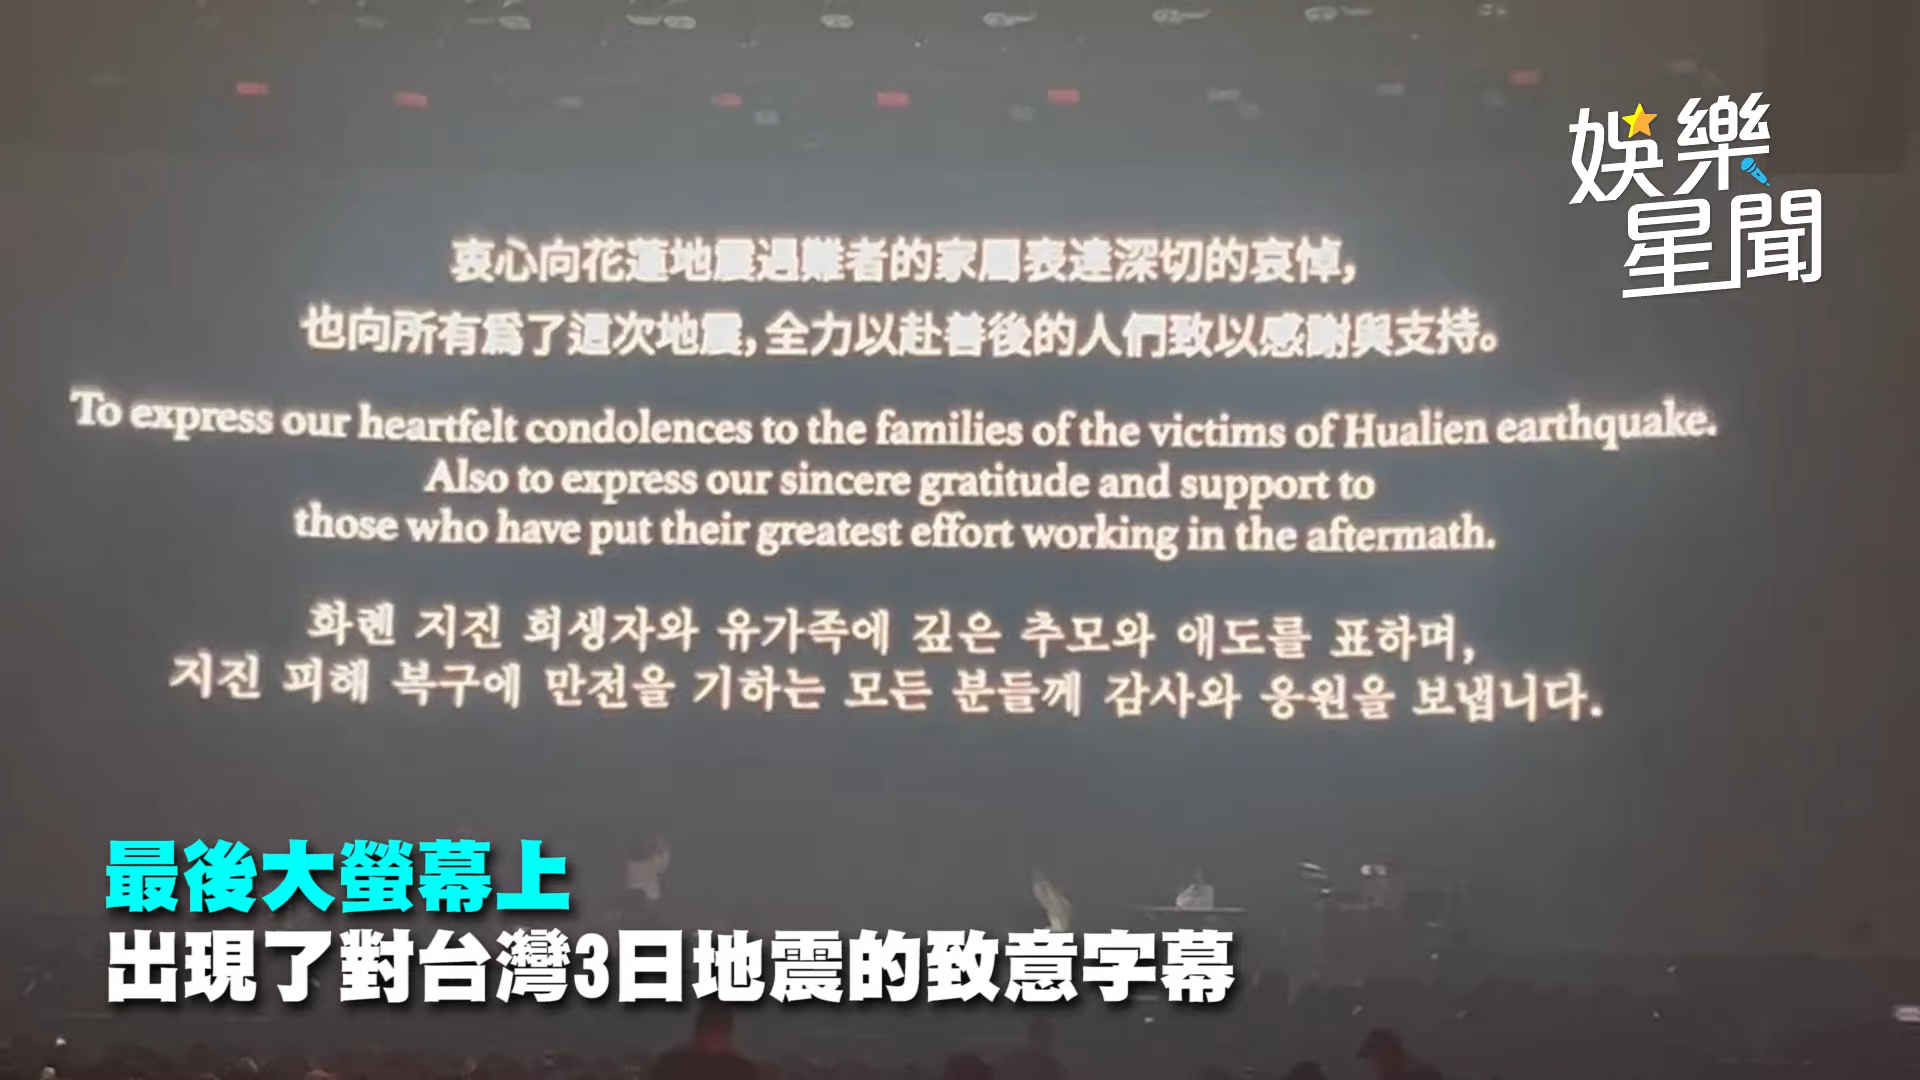 娛樂
星聞
衷心向花蓮地震遇難者的家屬表達深切的哀悼,
也向所有為了這次地震,全力以赴善後的人們致以感謝與支持。
To express our heartfelt condolences to the families of the victims of Hualien earthquake.
Also to express our sincere gratitude and support to
those who have put their greatest effort working in the aftermath.
화롄 지진 희생자와 유가족에 깊은 추모와 애도를 표하며,
지진 피해 복구에 만전을 기하는 모든 분들께 감사와 응원을 보냅니다.
最後大螢幕上
出現了對台灣3日地震的致意字幕